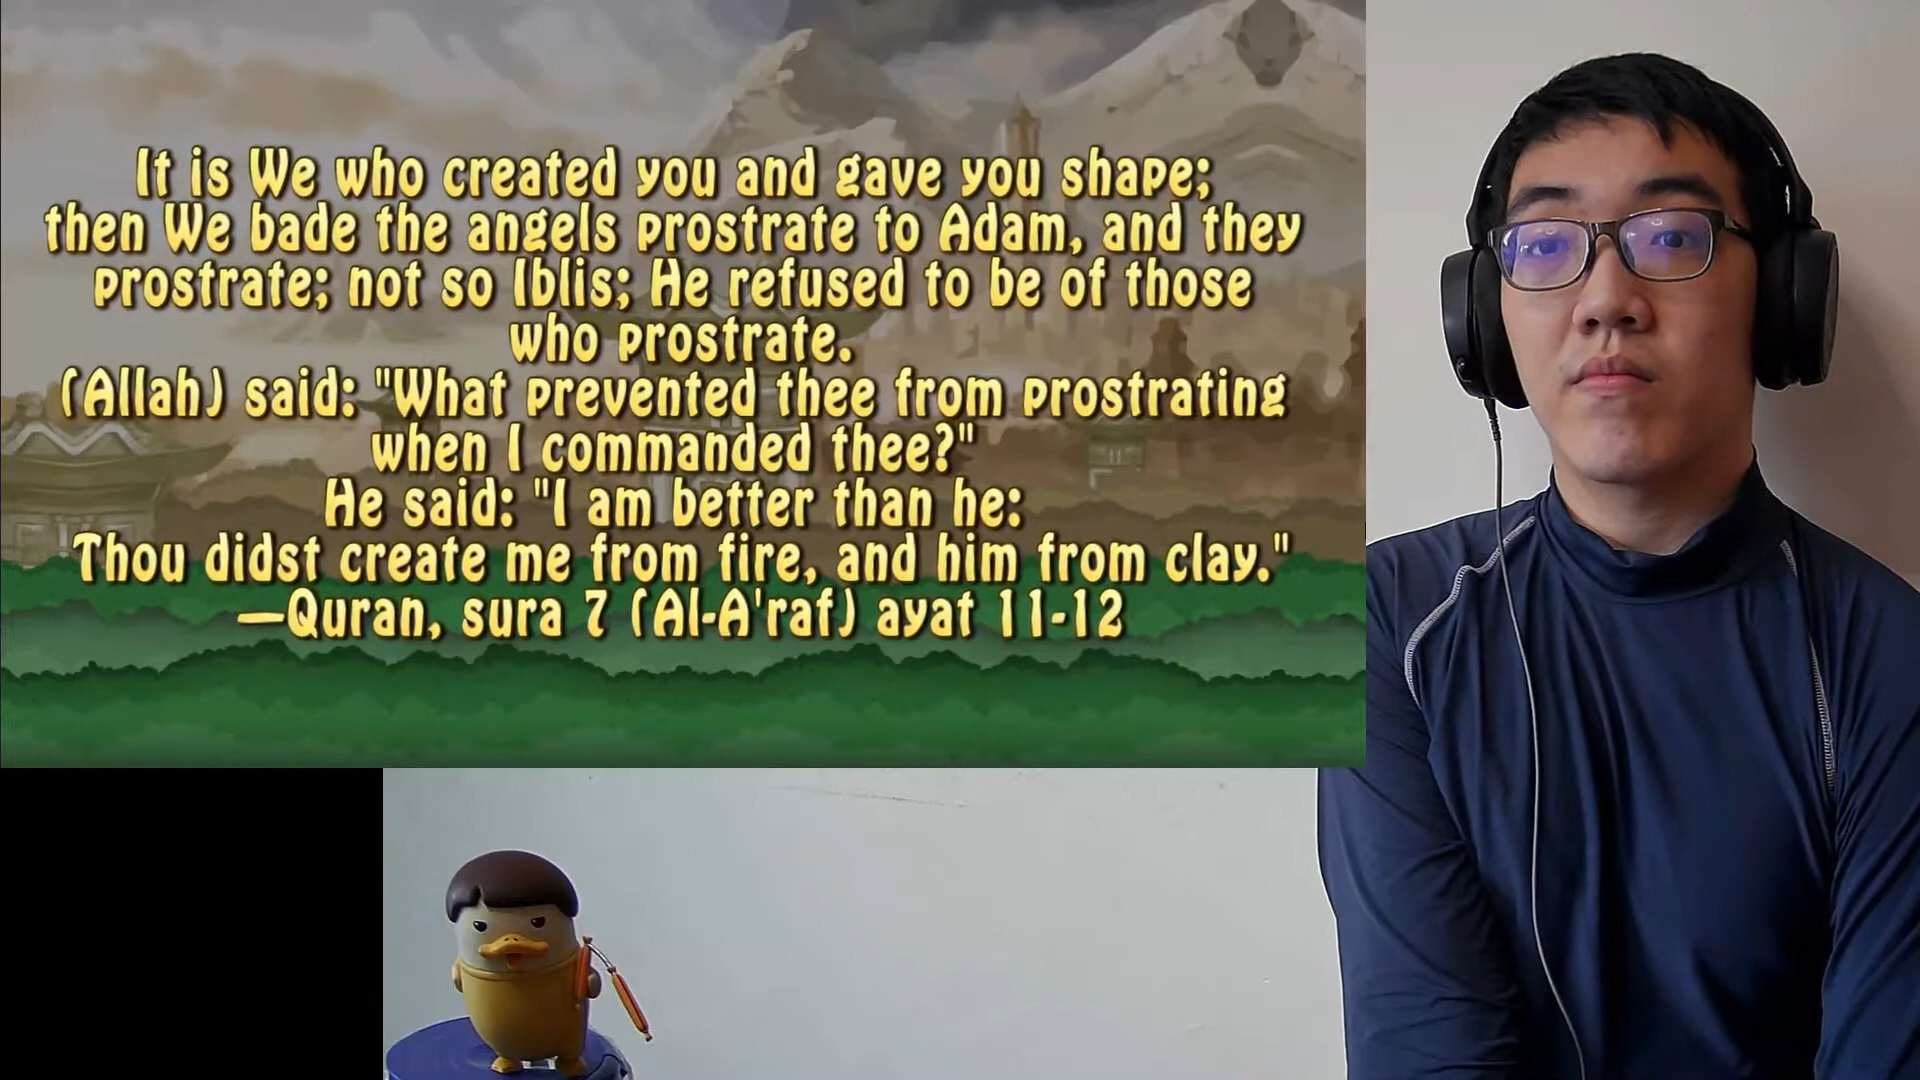 It is We who created you and gave you shape;
then We bade the angels prostrate to Adam, and they
prostrate; not so Iblis; He refused to be of those
who prostrate.
(Allah) said: "What prevented thee from prostrating
when I commanded thee?"
He said: "I am better than he:
Thou didst create me from fire, and him from clay."
—Quran, sura 7 (Al-A'raf) ayat 11-12